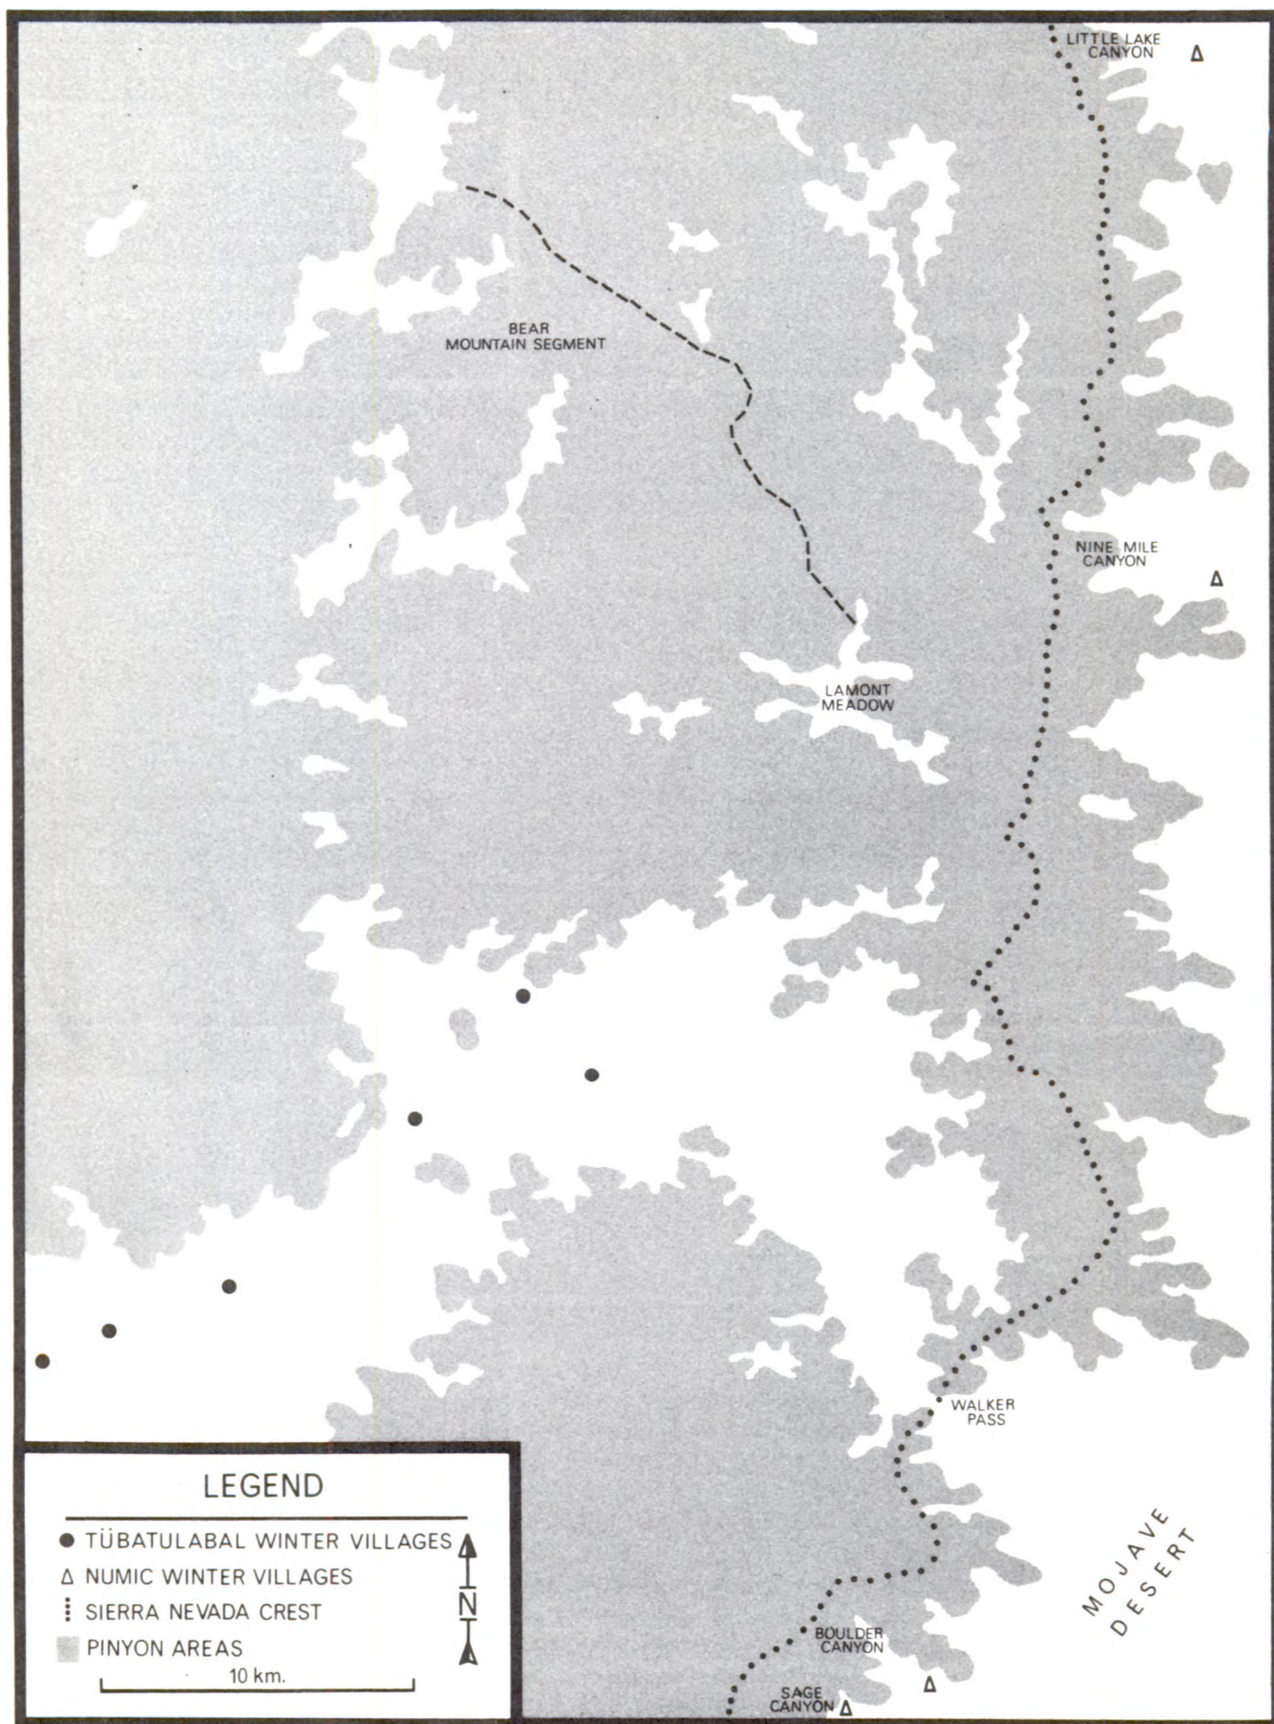 LITTLE LAKE
CANYON
BEAR
MOUNTAIN SEGMENT
NINE MILE
CANYON
LAMONT
MEADOW
WALKER
PASS
MOJAVE
DESERT
BOULDER
CANYON
SAGE
CANYON
LEGEND
TÜBATULABAL WINTER VILLAGES
NUMIC WINTER VILLAGES
SIERRA NEVADA CREST
PINYON AREAS
N
10 km.